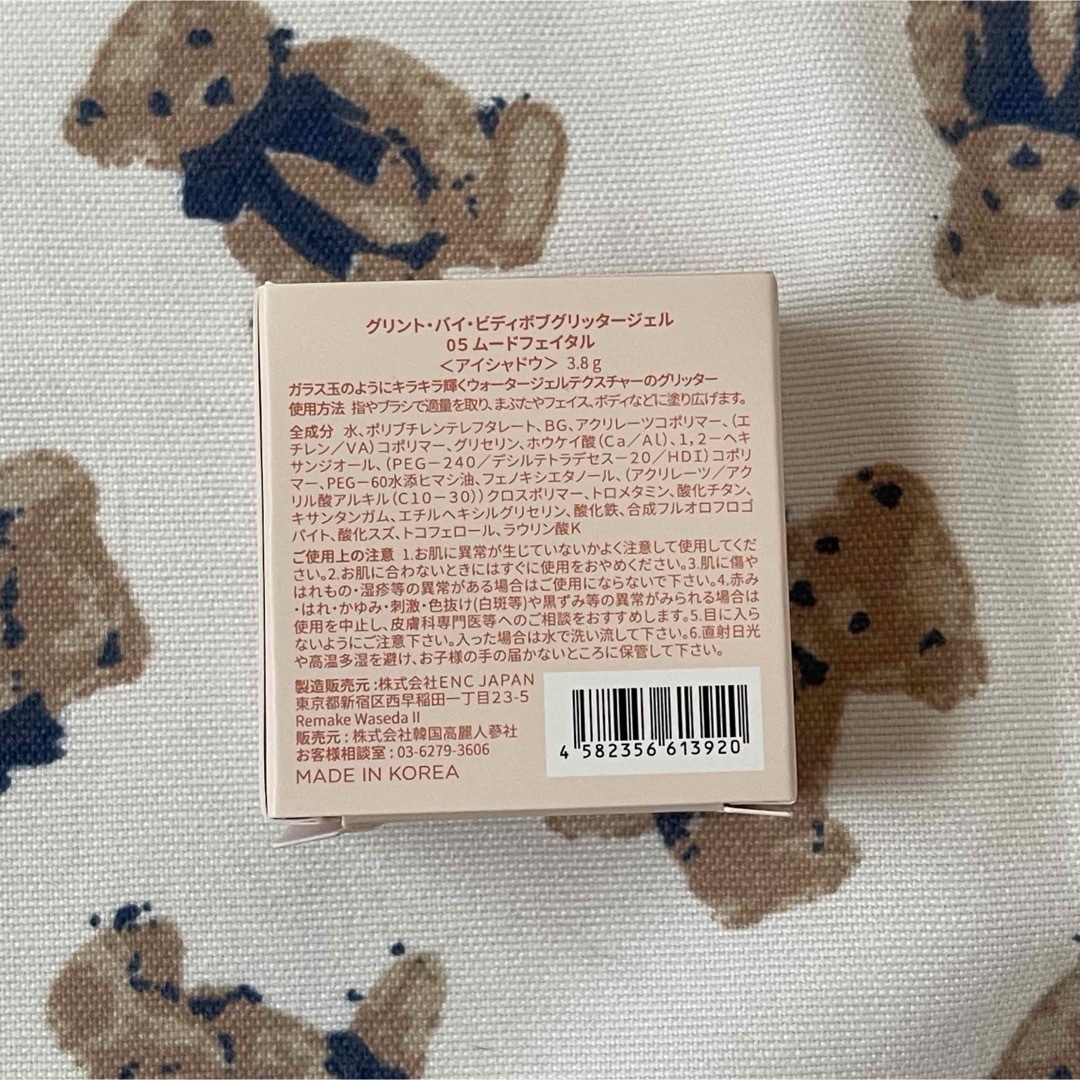 グリント・バイ・ビディボブグリッタージェル
05 ムードフェイタル
＜アイシャドウ＞ 3.8g
ガラス玉のようにキラキラ輝くウォータージェルテクスチャーのグリッター
使用方法 指やブラシで適量を取り、まぶたやフェイス、ボディなどに塗り広げます。
全成分 水、ポリブチレンテレフタレート、BG、アクリレーツコポリマー、（エ
チレン／VA）コポリマー、グリセリン、ホウケイ酸（Ca／Al）、1，2－ヘキ
サンジオール、（PEG－240／デシルテトラデセス－20／HDI）コポリ
マー、PEG－60水添ヒマシ油、フェノキシエタノール、（アクリレーツ／アク
リル酸アルキル（C10－30））クロスポリマー、トロメタミン、酸化チタン、
キサンタンガム、エチルヘキシルグリセリン、酸化鉄、合成フルオロフロゴ
パイト、酸化スズ、トコフェロール、ラウリン酸K
ご使用上の注意 1.お肌に異常が生じていないかよく注意して使用してくだ
さい。2.お肌に合わないときにはすぐに使用をおやめください。3.肌に傷や
はれもの・湿疹等の異常がある場合はご使用にならないで下さい。4.赤み
・はれ・かゆみ・刺激・色抜け(白斑等)や黒ずみ等の異常がみられる場合は
使用を中止し、皮膚科専門医等へのご相談をおすすめします。5.目に入ら
ないようにご注意下さい。入った場合は水で洗い流して下さい。6.直射日光
や高温多湿を避け、お子様の手の届かないところに保管して下さい。
製造販売元：株式会社ENC JAPAN
東京都新宿区西早稲田一丁目23-5
Remake Waseda II
販売元：株式会社韓国高麗人蔘社
お客様相談室：03-6279-3606
MADE IN KOREA
4 582356 613920